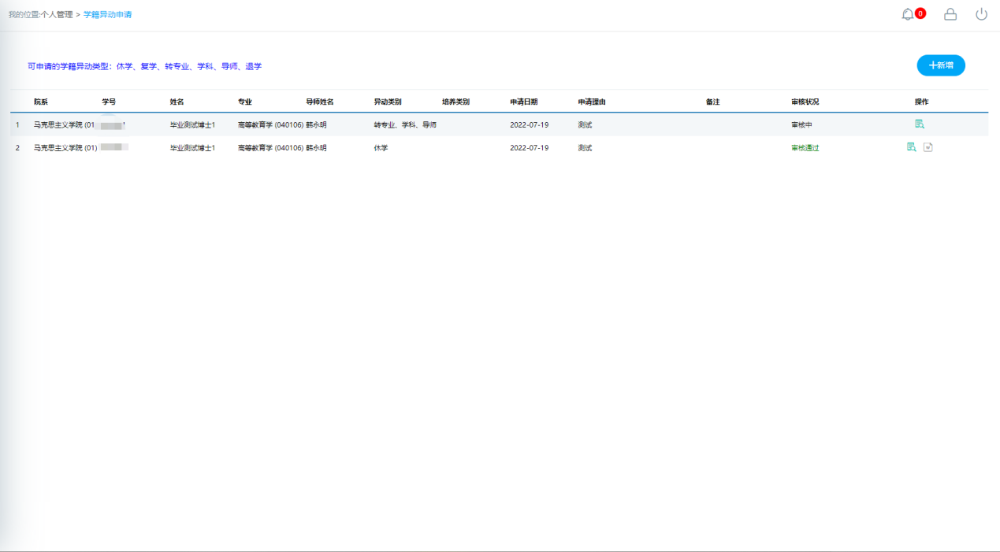 我的位置:个人管理 > 学籍异动申请
0
可申请的学籍异动类型：休学、复学、转专业、学科、导师、退学
+新增
院系 学号 姓名 专业 导师姓名 异动类别 培养类别 申请日期 申请理由 备注 审核状况 操作
1 马克思主义学院 (01 毕业测试博士1 高等教育学 (040106) 韩永明 转专业、学科、导师 2022-07-19 测试 审核中
2 马克思主义学院 (01) 毕业测试博士1 高等教育学 (040106) 韩永明 休学 2022-07-19 测试 审核通过